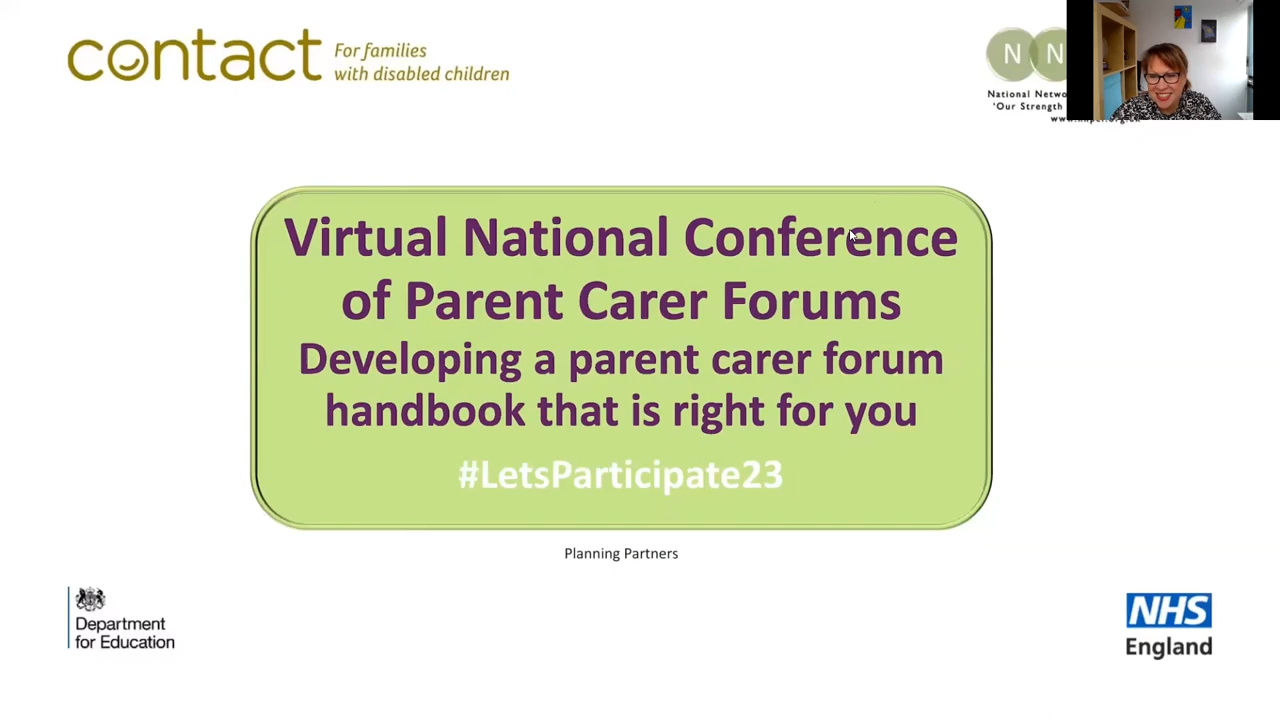 contact For families
with disabled children
N N
National Netwo
'Our Strength
Virtual National Conference
of Parent Carer Forums
Developing a parent carer forum
handbook that is right for you
#LetsParticipate23
Planning Partners
Department
for Education
NHS
England